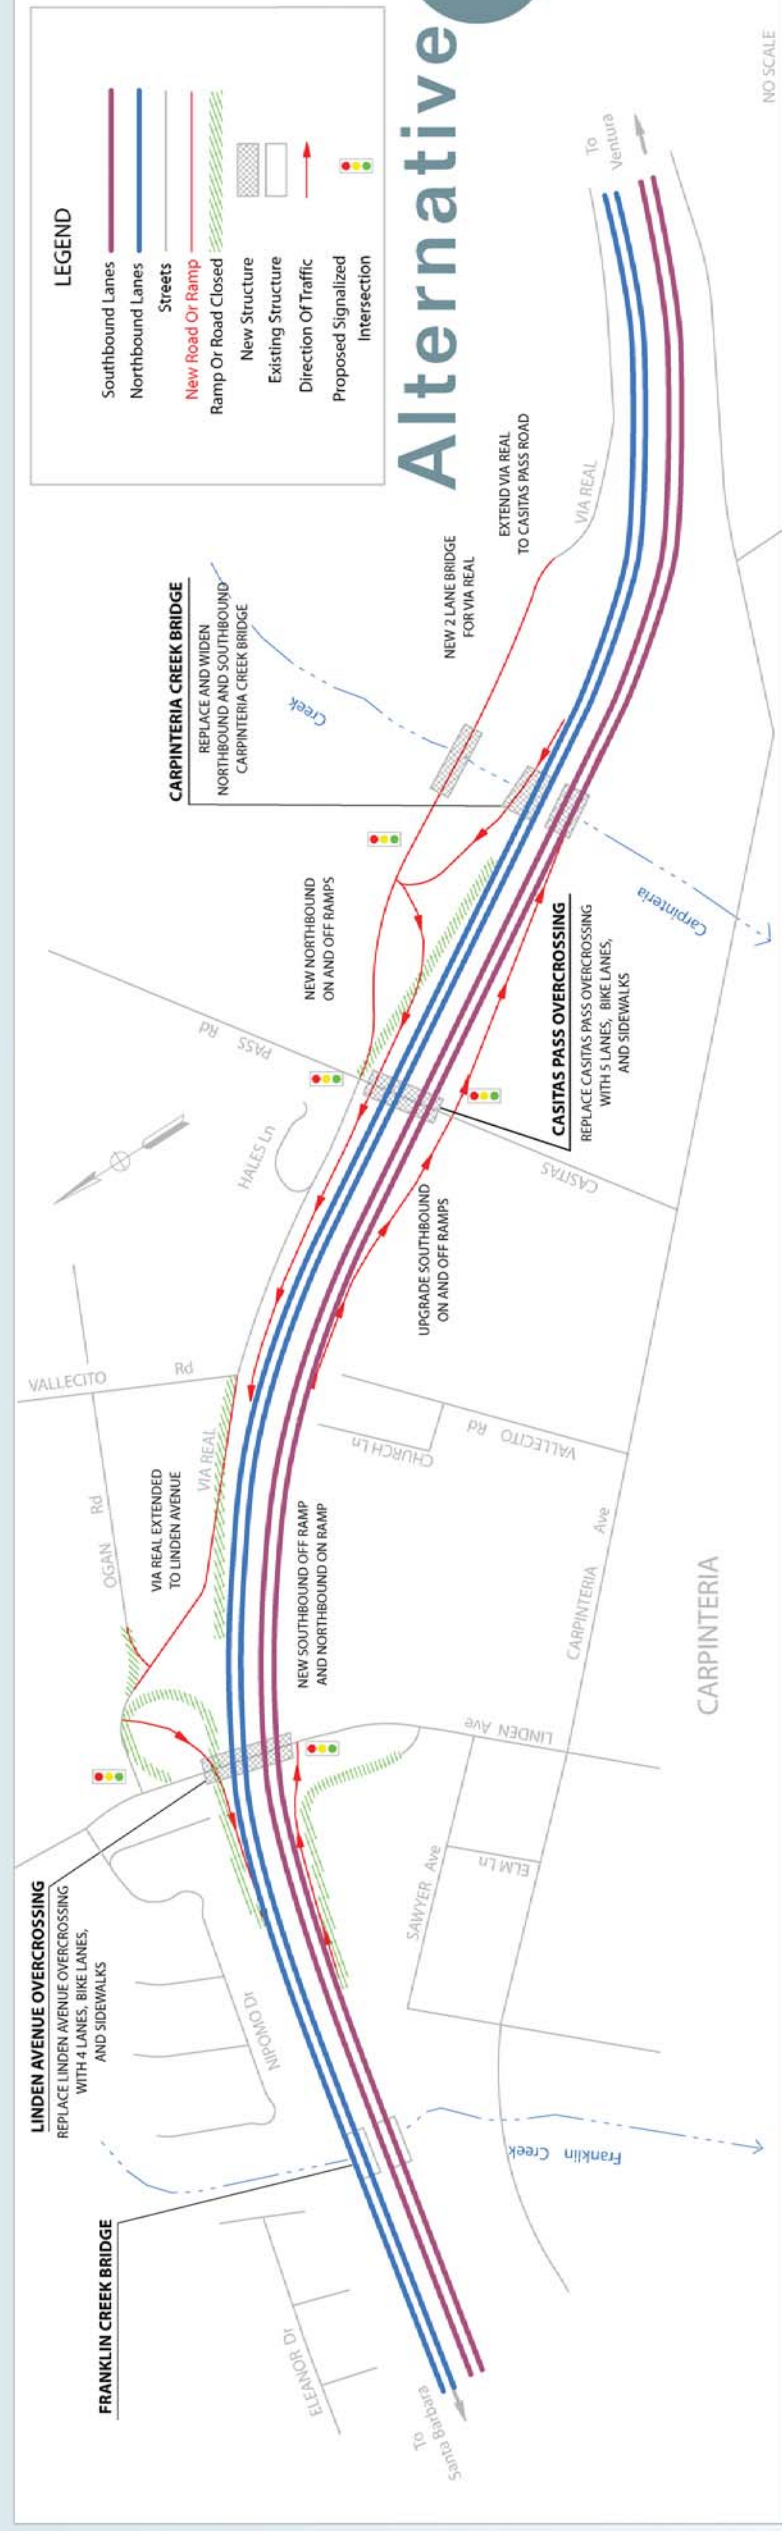 LINDEN AVENUE OVERCROSSING
REPLACE LINDEN AVENUE OVERCROSSING
WITH 4 LANES, BIKE LANES,
AND SIDEWALKS
FRANKLIN CREEK BRIDGE
ELEANOR Dr
To
Santa Barbara
NIPOMO Dr
Franklin Creek
SAWYER Ave
ELM Ln
LINDEN Ave
OGAN Rd
VALLECITO Rd
VIA REAL EXTENDED
TO LINDEN AVENUE
VIA REAL
NEW SOUTHBOUND OFF RAMP
AND NORTHBOUND ON RAMP
CHURCH Ln
VALLECITO Rd
CARPINTERIA Ave
CARPINTERIA
HALES Ln
PASS Rd
CASITAS
UPGRADE SOUTHBOUND
ON AND OFF RAMPS
NEW NORTHBOUND
ON AND OFF RAMPS
CASITAS PASS OVERCROSSING
REPLACE CASITAS PASS OVERCROSSING
WITH 5 LANES, BIKE LANES,
AND SIDEWALKS
CARPINTERIA CREEK BRIDGE
REPLACE AND WIDEN
NORTHBOUND AND SOUTHBOUND
CARPINTERIA CREEK BRIDGE
Creek
Carpinteria
NEW 2 LANE BRIDGE
FOR VIA REAL
EXTEND VIA REAL
TO CASITAS PASS ROAD
VIA REAL
To
Ventura
LEGEND
Southbound Lanes
Northbound Lanes
Streets
New Road Or Ramp
Ramp Or Road Closed
New Structure
Existing Structure
Direction Of Traffic
Proposed Signalized
Intersection
Alternative
NO SCALE